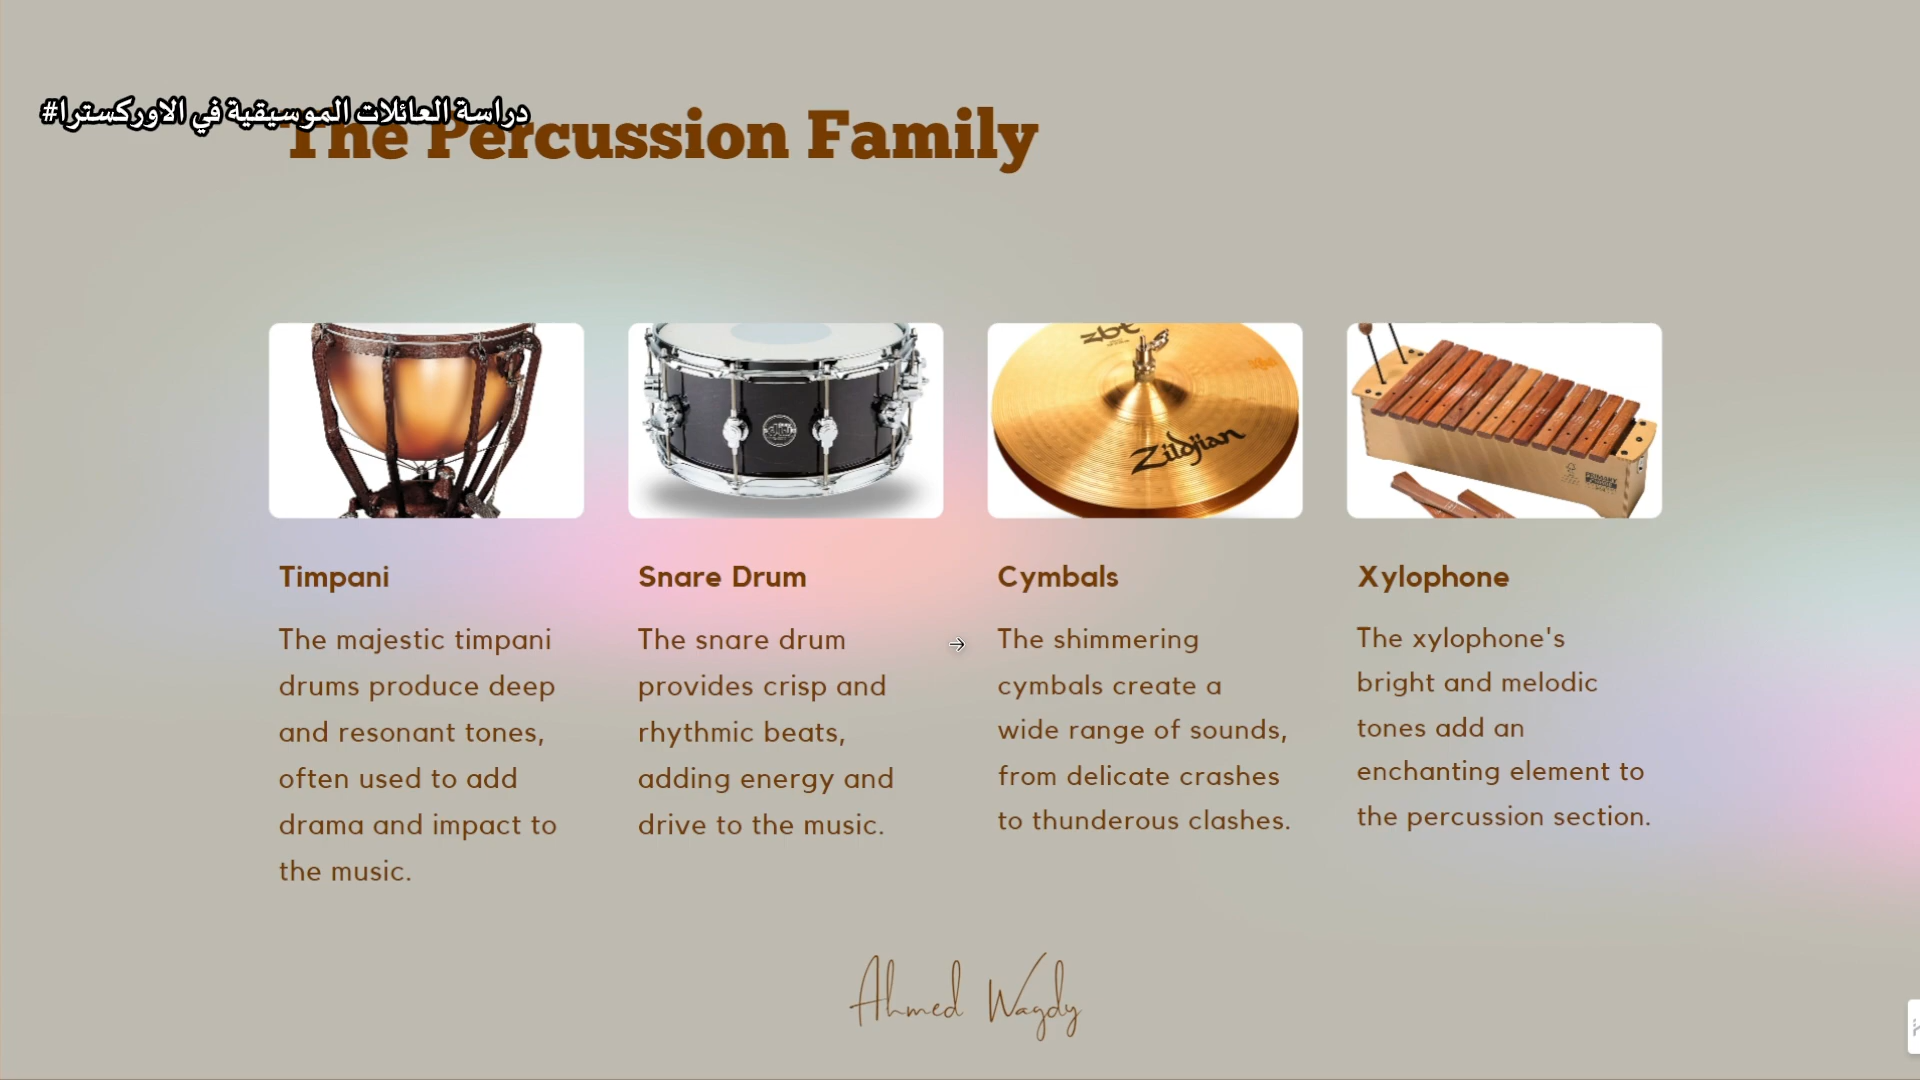 #دراسة العائلات الموسيقية في الاوركسترا
The Percussion Family
zbt
Zildjian
Timpani
The majestic timpani
drums produce deep
and resonant tones,
often used to add
drama and impact to
the music.
Snare Drum
The snare drum
provides crisp and
rhythmic beats,
adding energy and
drive to the music.
Cymbals
The shimmering
cymbals create a
wide range of sounds,
from delicate crashes
to thunderous clashes.
Xylophone
The xylophone's
bright and melodic
tones add an
enchanting element to
the percussion section.
Ahmed Wagdy